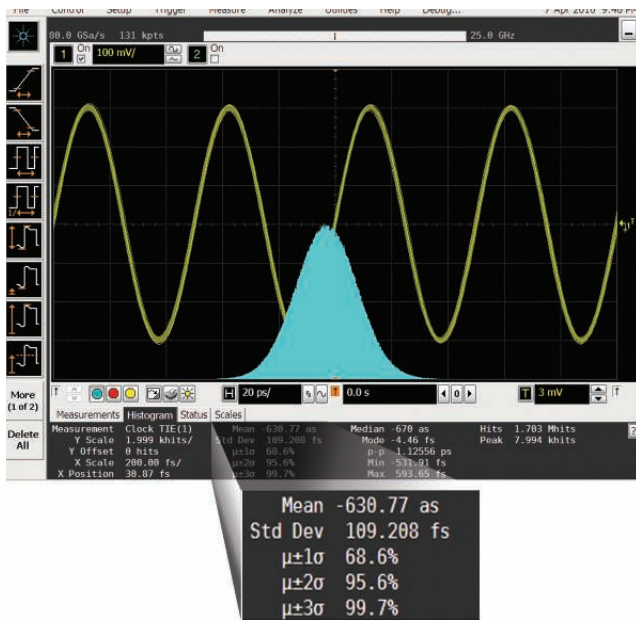 File Control Setup Trigger Measure Analyze Utilities Help Debug... 7 Apr 2010 9:40 PM
80.0 GSa/s 131 kpts 25.0 GHz
1 On 100 mV/ 2 On
More
(1 of 2)
Delete
All
H 20 ps/ 0.0 s 0 T 3 mV
Measurements Histogram Status Scales
Measurement Clock TIE(1) Mean -630.77 as Median -670 as Hits 1.703 Mhits
Y Scale 1.999 khits/ Std Dev 109.208 fs Mode -4.46 fs Peak 7.994 khits
Y Offset 0 hits μ±1σ 68.6% p-p 1.12556 ps
X Scale 200.00 fs/ μ±2σ 95.6% Min -531.91 fs
X Position 30.87 fs μ±3σ 99.7% Max 593.65 fs
Mean -630.77 as
Std Dev 109.208 fs
μ±1σ 68.6%
μ±2σ 95.6%
μ±3σ 99.7%